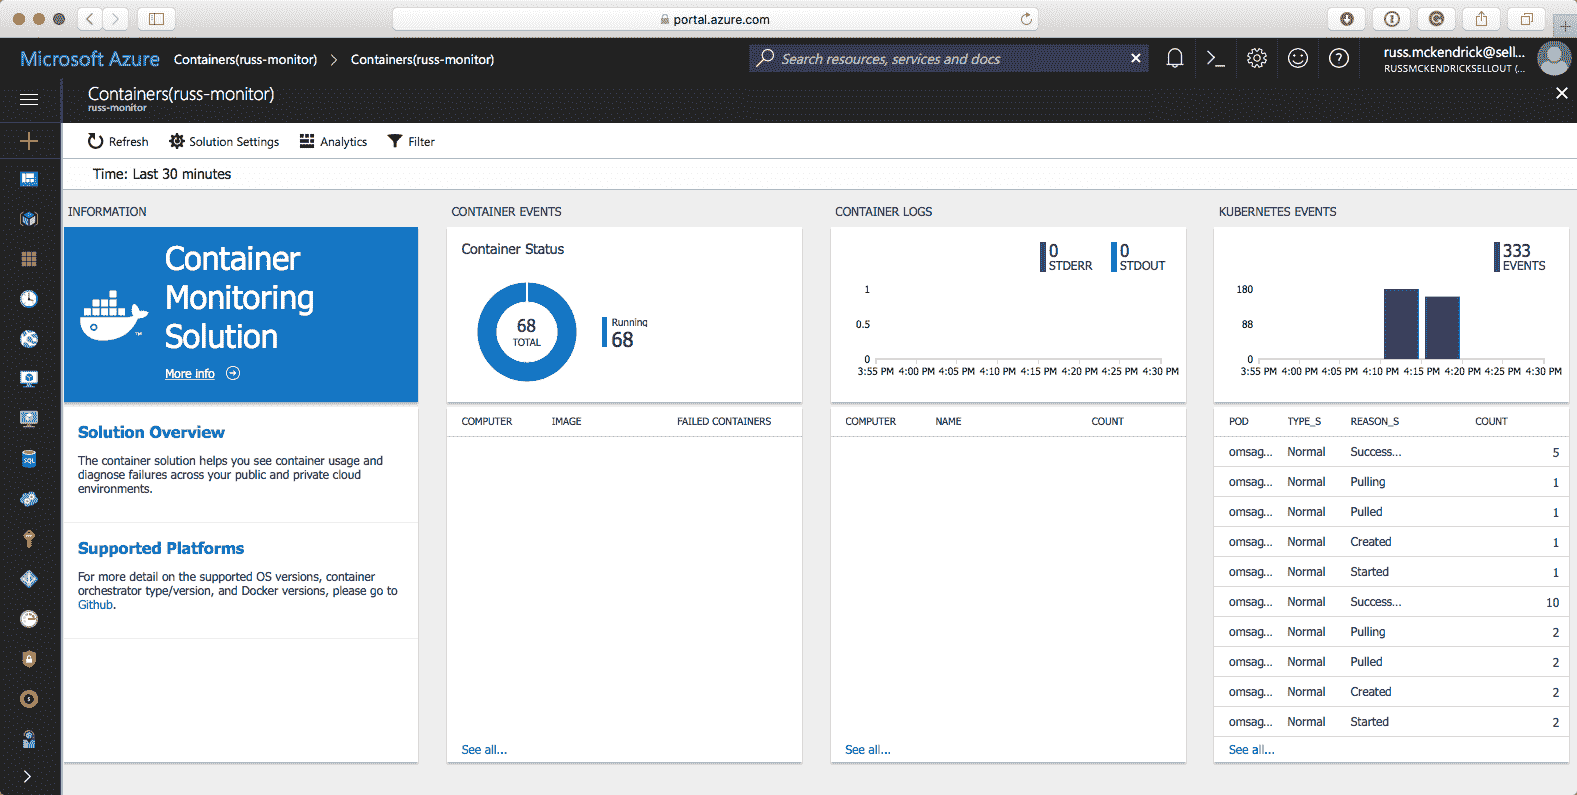 portal.azure.com
Microsoft Azure Containers(russ-monitor) > Containers(russ-monitor)
Search resources, services and docs
russ.mckendrick@sell...
RUSSMCKENDRICKSELLOUT (...
Containers(russ-monitor)
russ-monitor
Refresh Solution Settings Analytics Filter
Time: Last 30 minutes
INFORMATION
Container
Monitoring
Solution
More info
Solution Overview
The container solution helps you see container usage and
diagnose failures across your public and private cloud
environments.
Supported Platforms
For more detail on the supported OS versions, container
orchestrator type/version, and Docker versions, please go to
Github.
CONTAINER EVENTS
Container Status
68
TOTAL
Running
68
COMPUTER IMAGE FAILED CONTAINERS
See all...
CONTAINER LOGS
0
STDERR
0
STDOUT
1
0.5
0
3:55 PM 4:00 PM 4:05 PM 4:10 PM 4:15 PM 4:20 PM 4:25 PM 4:30 PM
COMPUTER NAME COUNT
See all...
KUBERNETES EVENTS
333
EVENTS
180
88
0
3:55 PM 4:00 PM 4:05 PM 4:10 PM 4:15 PM 4:20 PM 4:25 PM 4:30 PM
POD TYPE_S REASON_S COUNT
omsag... Normal Success... 5
omsag... Normal Pulling 1
omsag... Normal Pulled 1
omsag... Normal Created 1
omsag... Normal Started 1
omsag... Normal Success... 10
omsag... Normal Pulling 2
omsag... Normal Pulled 2
omsag... Normal Created 2
omsag... Normal Started 2
See all...